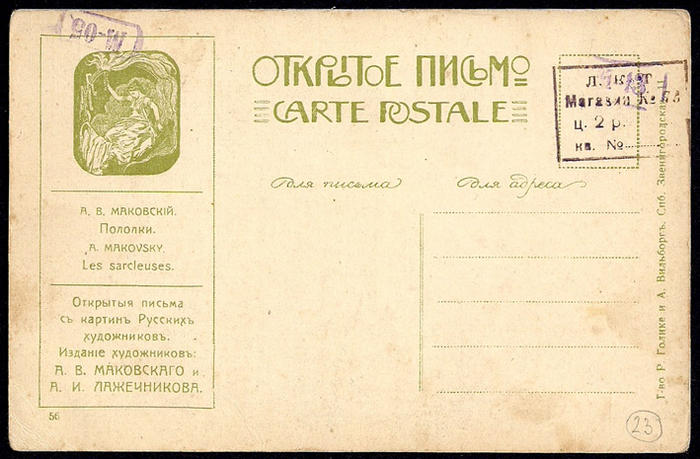 М-05
ОТКРЫТОЕ ПИСЬМО
CARTE POSTALE
Магазин №
ц. 2 р.
кв. №
для письма
для адреса
А. В. МАКОВСКІЙ.
Пололки.
A. MAKOVSKY.
Les sarcleuses.
Открытыя письма
съ картинъ Русскихъ
художниковъ.
Изданіе художниковъ:
А. В. МАКОВСКАГО и
А. И. ЛАЖЕЧНИКОВА.
56
Т-во Р. Голике и А. Вильборгъ. Спб. Звенигородская
23